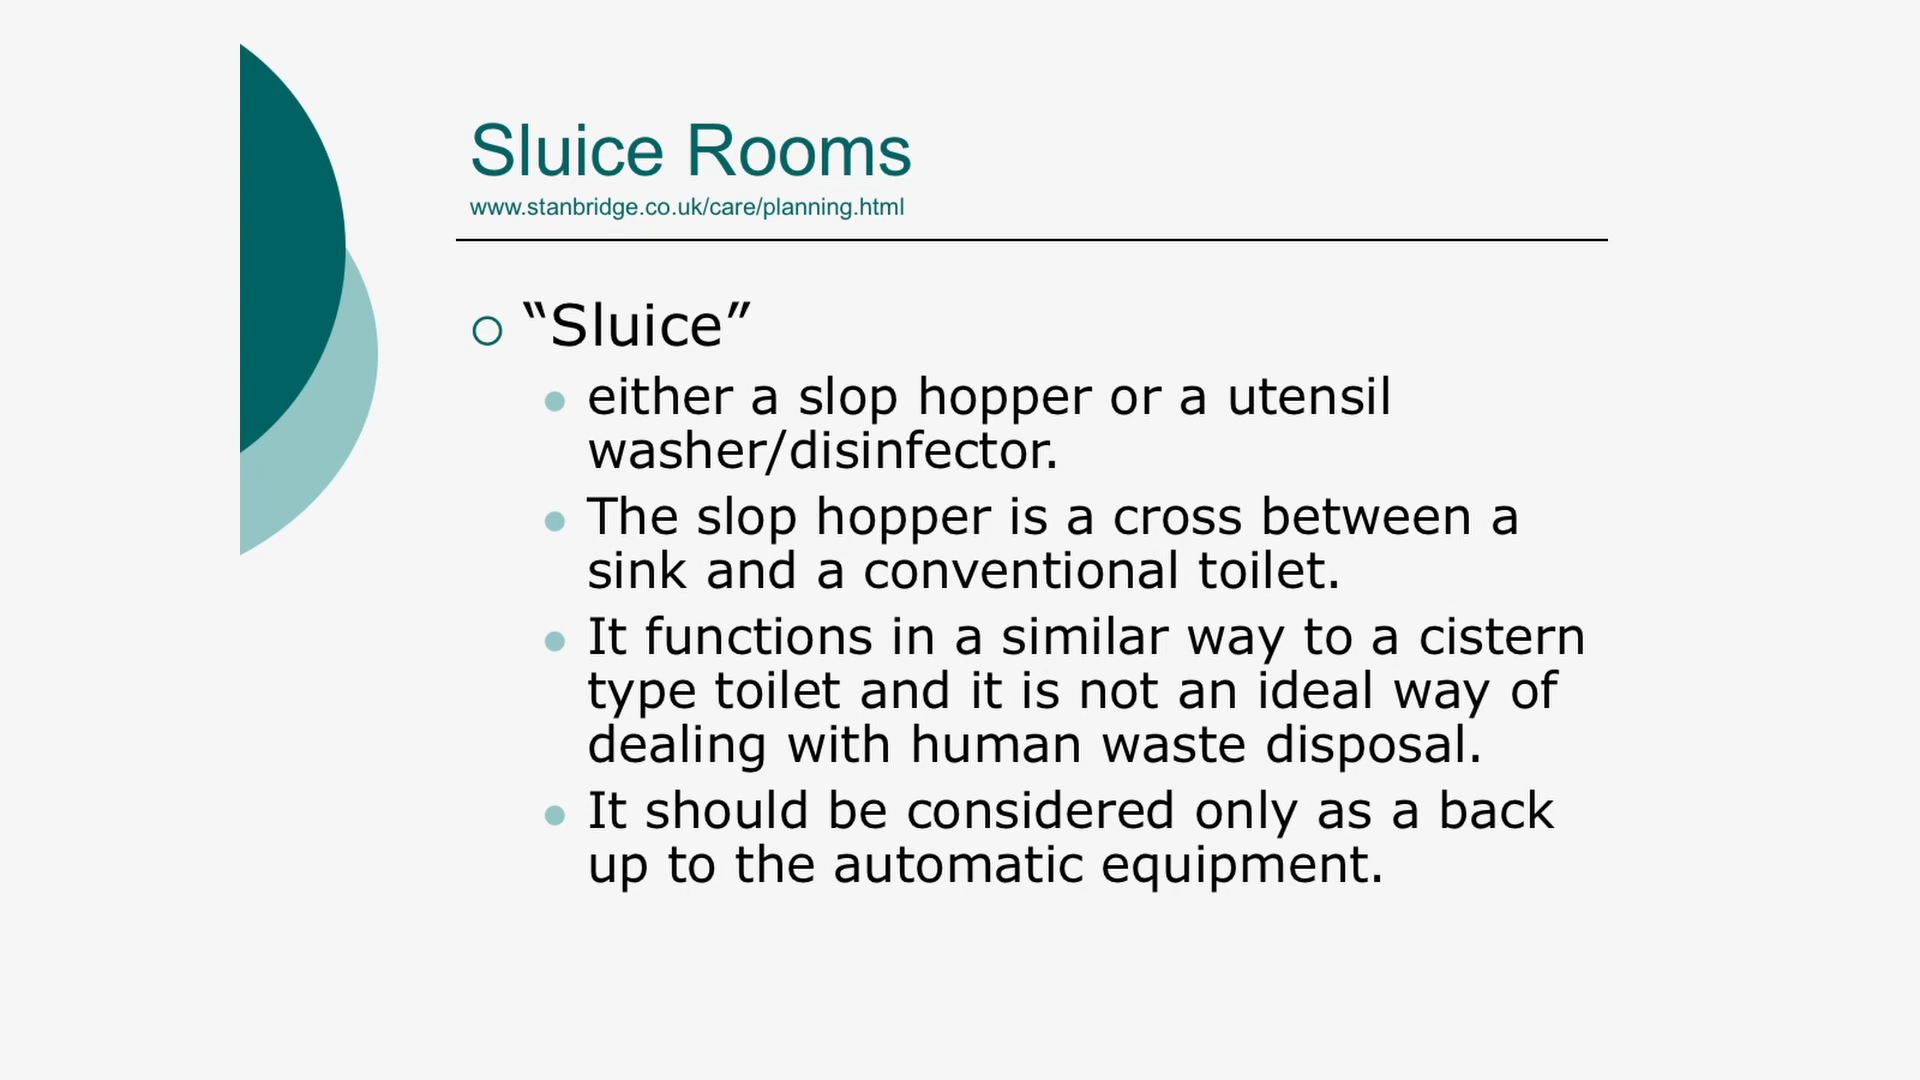 Sluice Rooms
www.stanbridge.co.uk/care/planning.html
“Sluice”
either a slop hopper or a utensil
washer/disinfector.
The slop hopper is a cross between a
sink and a conventional toilet.
It functions in a similar way to a cistern
type toilet and it is not an ideal way of
dealing with human waste disposal.
It should be considered only as a back
up to the automatic equipment.